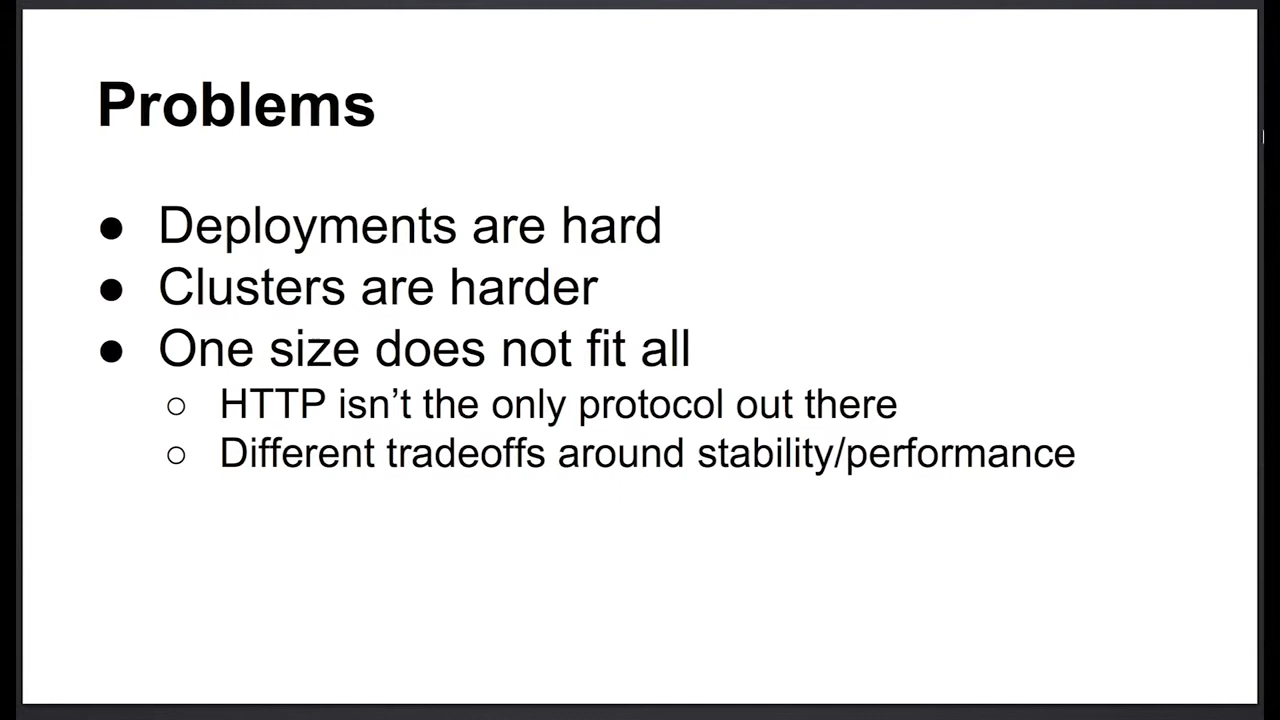 Problems
● Deployments are hard
● Clusters are harder
● One size does not fit all
○ HTTP isn’t the only protocol out there
○ Different tradeoffs around stability/performance